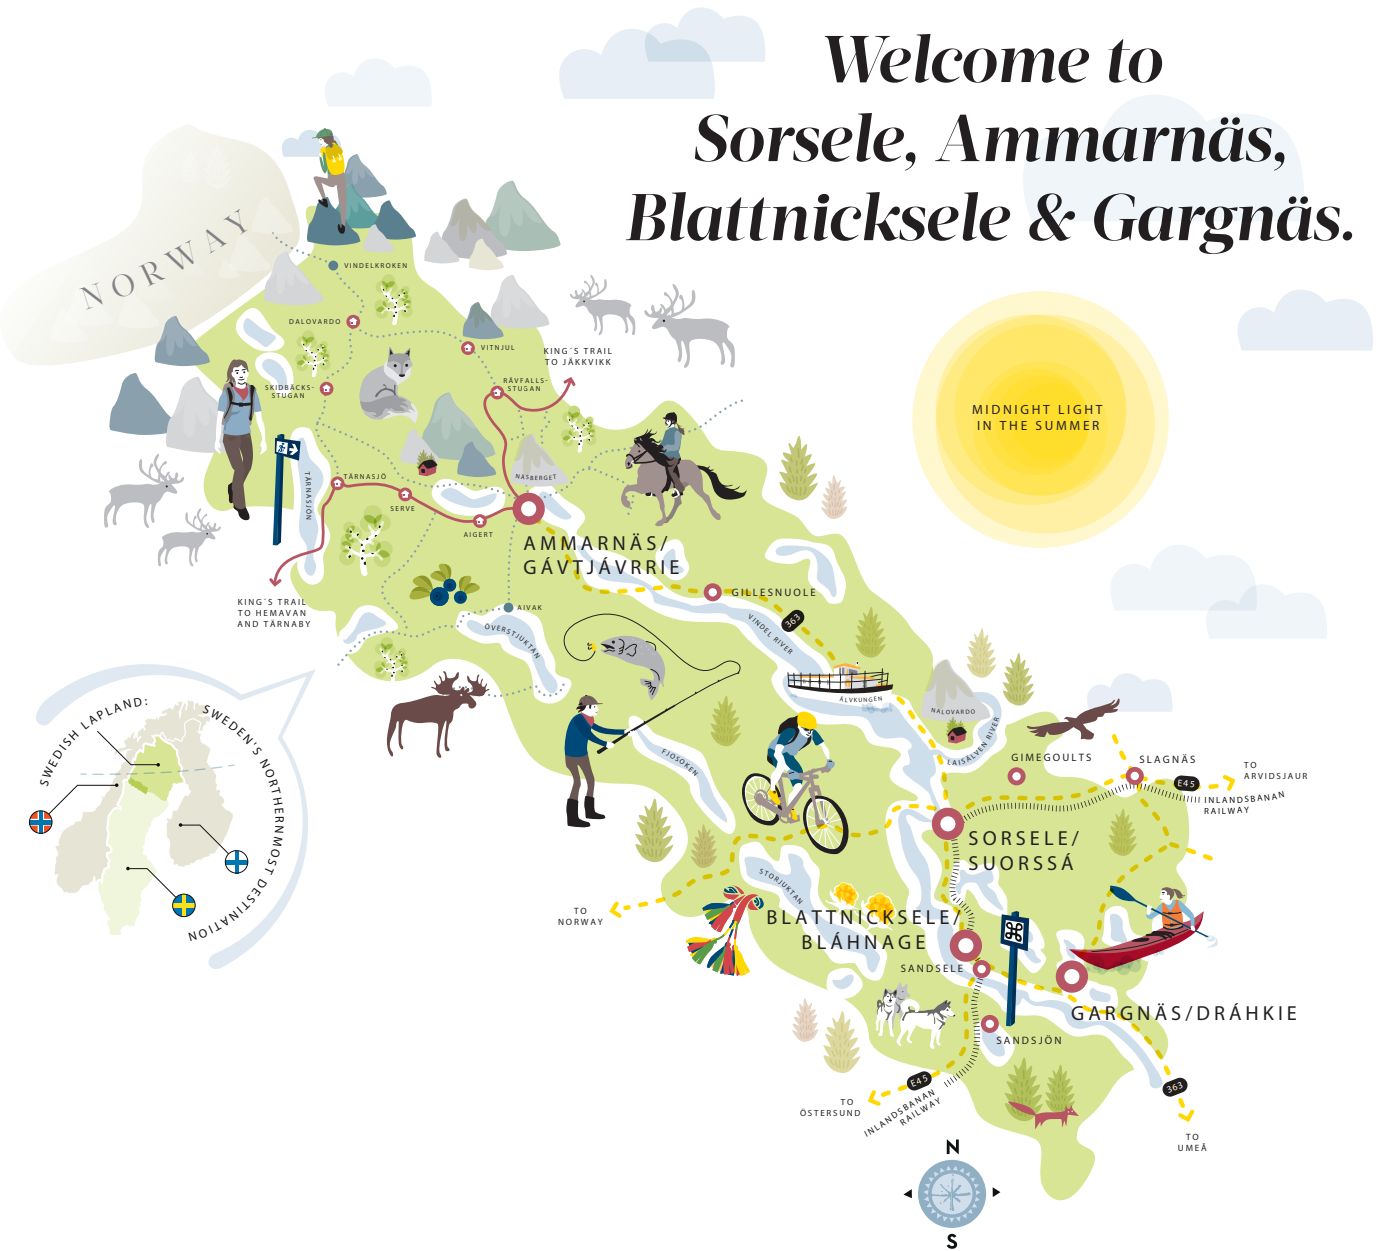 Welcome to
Sorsele, Ammarnäs,
Blattnicksele & Gargnäs.
NORWAY
VINDELKROKEN
DALOVARDO
VITNJUL
KING´S TRAIL
TO JÄKKVIKK
SKIDBÄCKS-
STUGAN
RÄVFALLS-
STUGAN
MIDNIGHT LIGHT
IN THE SUMMER
TÄRNASJÖN
TÄRNASJÖ
SERVE
AIGERT
NÄSBERGET
AMMARNÄS/
GÁVTJÁVRRIE
KING´S TRAIL
TO HEMAVAN
AND TÄRNABY
AIVAK
ÖVERSTJUKTAN
GILLESNUOLE
363
VINDEL RIVER
ÄLVKUNGEN
NALOVARDO
LAISALVEN RIVER
FJOSOKEN
GIMEGOULTS
SLAGNÄS
E45
TO
ARVIDSJAUR
INLANDSBANAN
RAILWAY
SWEDISH LAPLAND:
SWEDEN'S NORTHERNMOST DESTINATION
SORSELE/
SUORSSÁ
STORJUKTAN
TO
NORWAY
BLATTNICKSELE/
BLÁHNAGE
SANDSELE
GARGNÄS/DRÁHKIE
SANDSJÖN
E45
TO
ÖSTERSUND
INLANDSBANAN
RAILWAY
363
TO
UMEÅ
N
S